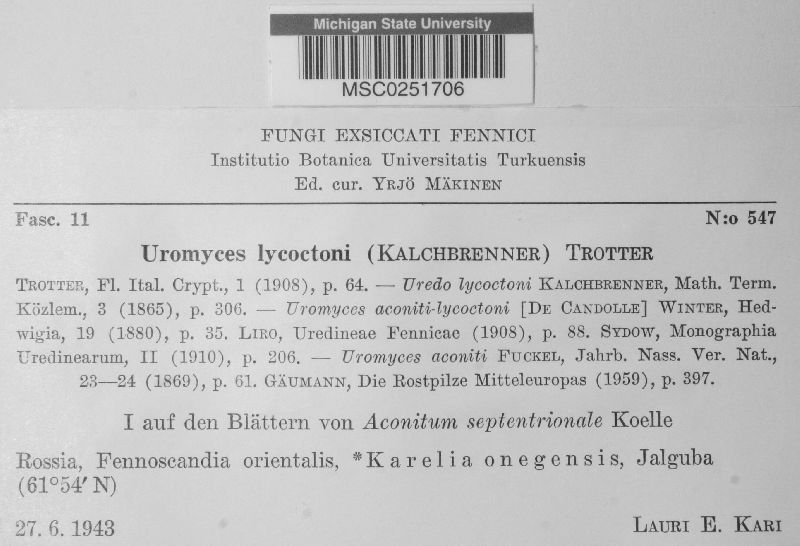 Michigan State University
MSC0251706
FUNGI EXSICCATI FENNICI
Institutio Botanica Universitatis Turkuensis
Ed. cur. YRJÖ MÄKINEN
Fasc. 11 N:o 547
Uromyces lycoctoni (KALCHBRENNER) TROTTER
TROTTER, Fl. Ital. Crypt., 1 (1908), p. 64. — Uredo lycoctoni KALCHBRENNER, Math. Term.
Közlem., 3 (1865), p. 306. — Uromyces aconiti-lycoctoni [DE CANDOLLE] WINTER, Hed-
wigia, 19 (1880), p. 35. LIRO, Uredineae Fennicae (1908), p. 88. SYDOW, Monographia
Uredinearum, II (1910), p. 206. — Uromyces aconiti FUCKEL, Jahrb. Nass. Ver. Nat.,
23—24 (1869), p. 61. GÄUMANN, Die Rostpilze Mitteleuropas (1959), p. 397.
I auf den Blättern von Aconitum septentrionale Koelle
Rossia, Fennoscandia orientalis, *Karelia onegensis, Jalguba
(61°54′ N)
27. 6. 1943 LAURI E. KARI